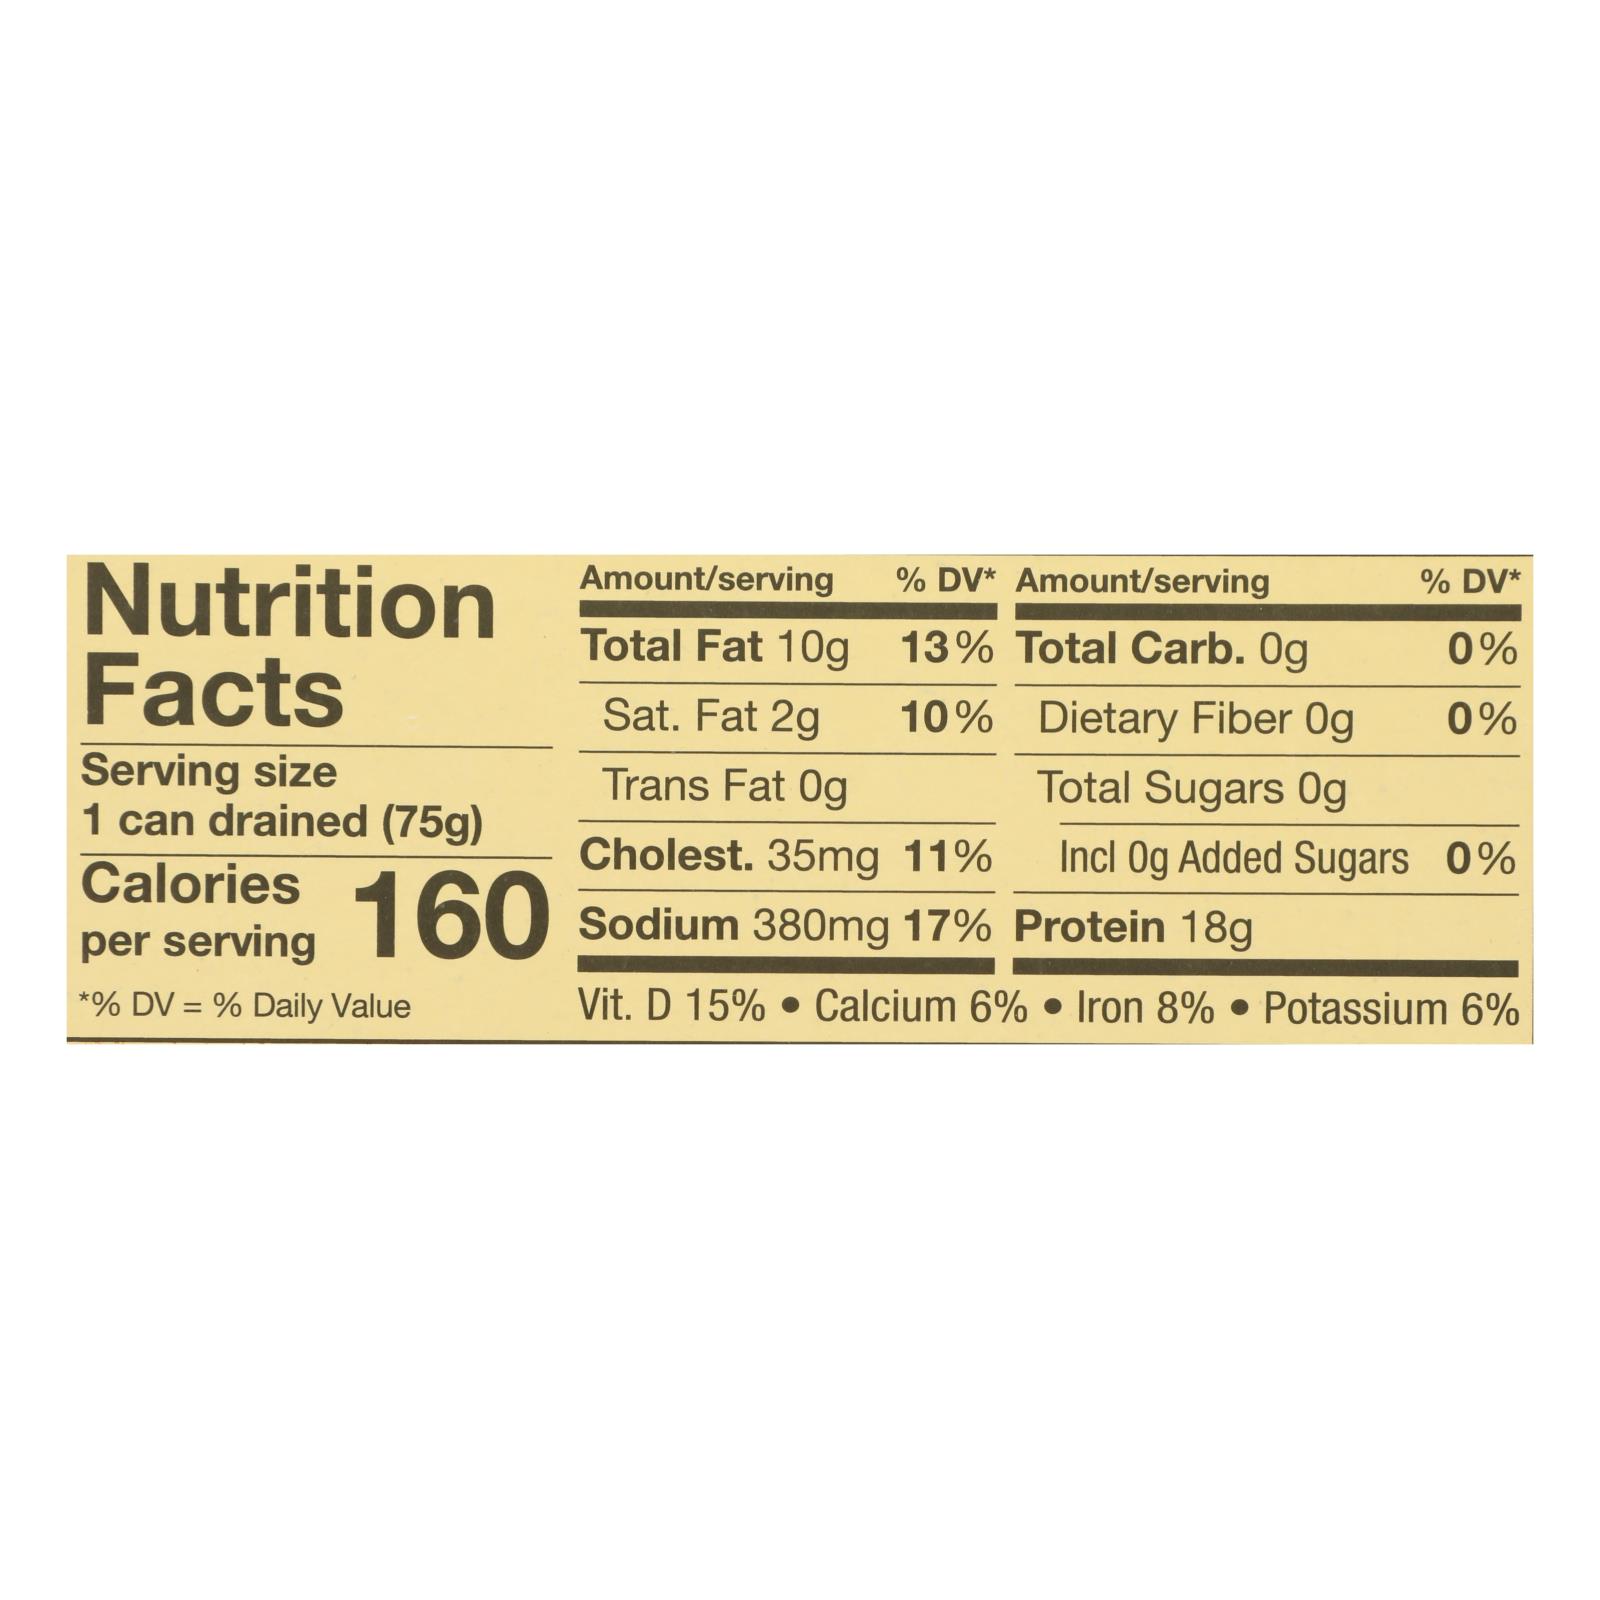 Nutrition
Facts
Serving size
1 can drained (75g)
Calories
per serving 160
*% DV = % Daily Value
Amount/serving % DV*
Total Fat 10g 13%
Sat. Fat 2g 10%
Trans Fat 0g
Cholest. 35mg 11%
Sodium 380mg 17%
Amount/serving % DV*
Total Carb. 0g 0%
Dietary Fiber 0g 0%
Total Sugars 0g
Incl 0g Added Sugars 0%
Protein 18g
Vit. D 15% • Calcium 6% • Iron 8% • Potassium 6%